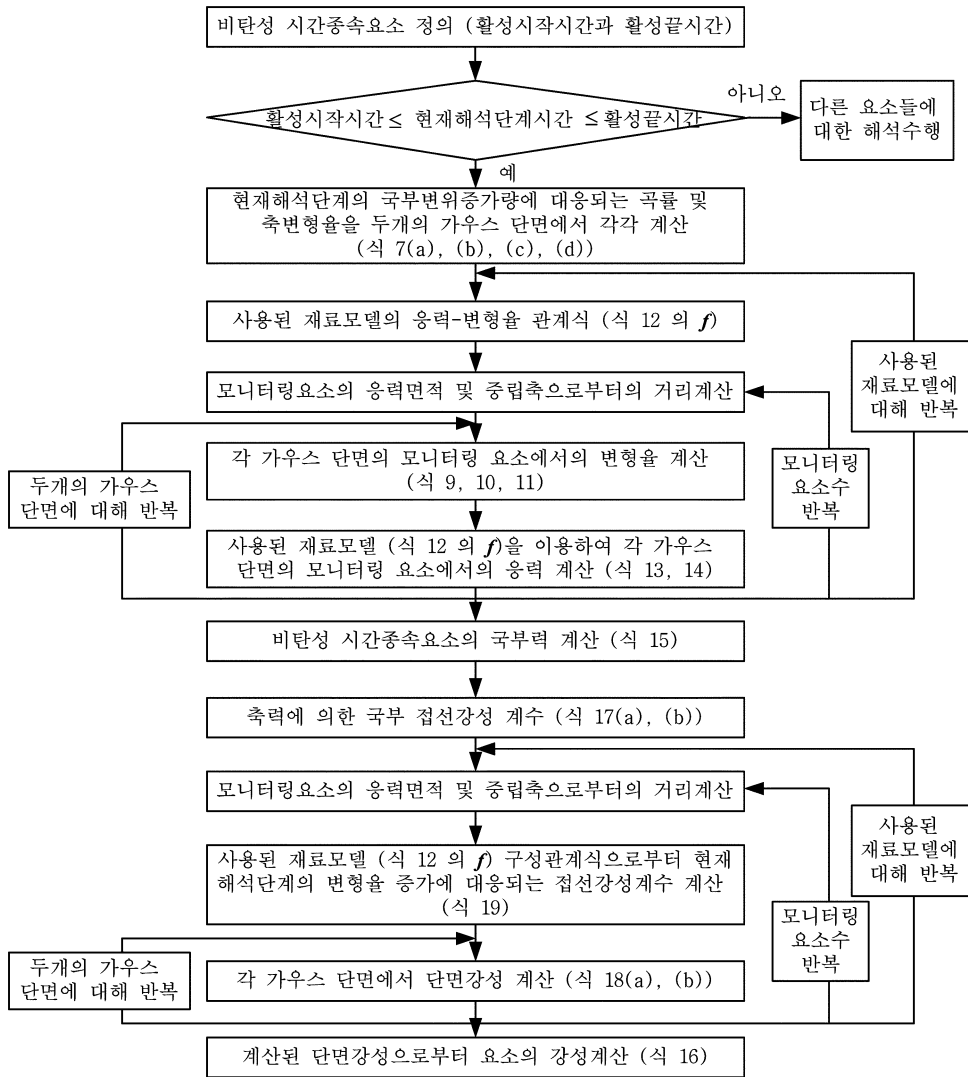 비탄성 시간종속요소 정의 (활성시작시간과 활성끝시간)
아니오
활성시작시간≤ 현재해석단계시간 ≤활성끝시간
다른 요소들에
대한 해석수행
예
현재해석단계의 국부변위증가량에 대응되는 곡률 및
축변형율을 두개의 가우스 단면에서 각각 계산
(식 7(a), (b), (c), (d))
사용된 재료모델의 응력-변형율 관계식 (식 12 의 f)
사용된
재료모델에
대해 반복
모니터링요소의 응력면적 및 중립축으로부터의 거리계산
각 가우스 단면의 모니터링 요소에서의 변형율 계산
(식 9, 10, 11)
모니터링
요소수
반복
두개의 가우스
단면에 대해 반복
사용된 재료모델 (식 12 의 f)을 이용하여 각 가우스
단면의 모니터링 요소에서의 응력 계산 (식 13, 14)
비탄성 시간종속요소의 국부력 계산 (식 15)
축력에 의한 국부 접선강성 계수 (식 17(a), (b))
모니터링요소의 응력면적 및 중립축으로부터의 거리계산
사용된
재료모델에
대해 반복
사용된 재료모델 (식 12 의 f) 구성관계식으로부터 현재
해석단계의 변형율 증가에 대응되는 접선강성계수 계산
(식 19)
모니터링
요소수
반복
두개의 가우스
단면에 대해 반복
각 가우스 단면에서 단면강성 계산 (식 18(a), (b))
계산된 단면강성으로부터 요소의 강성계산 (식 16)